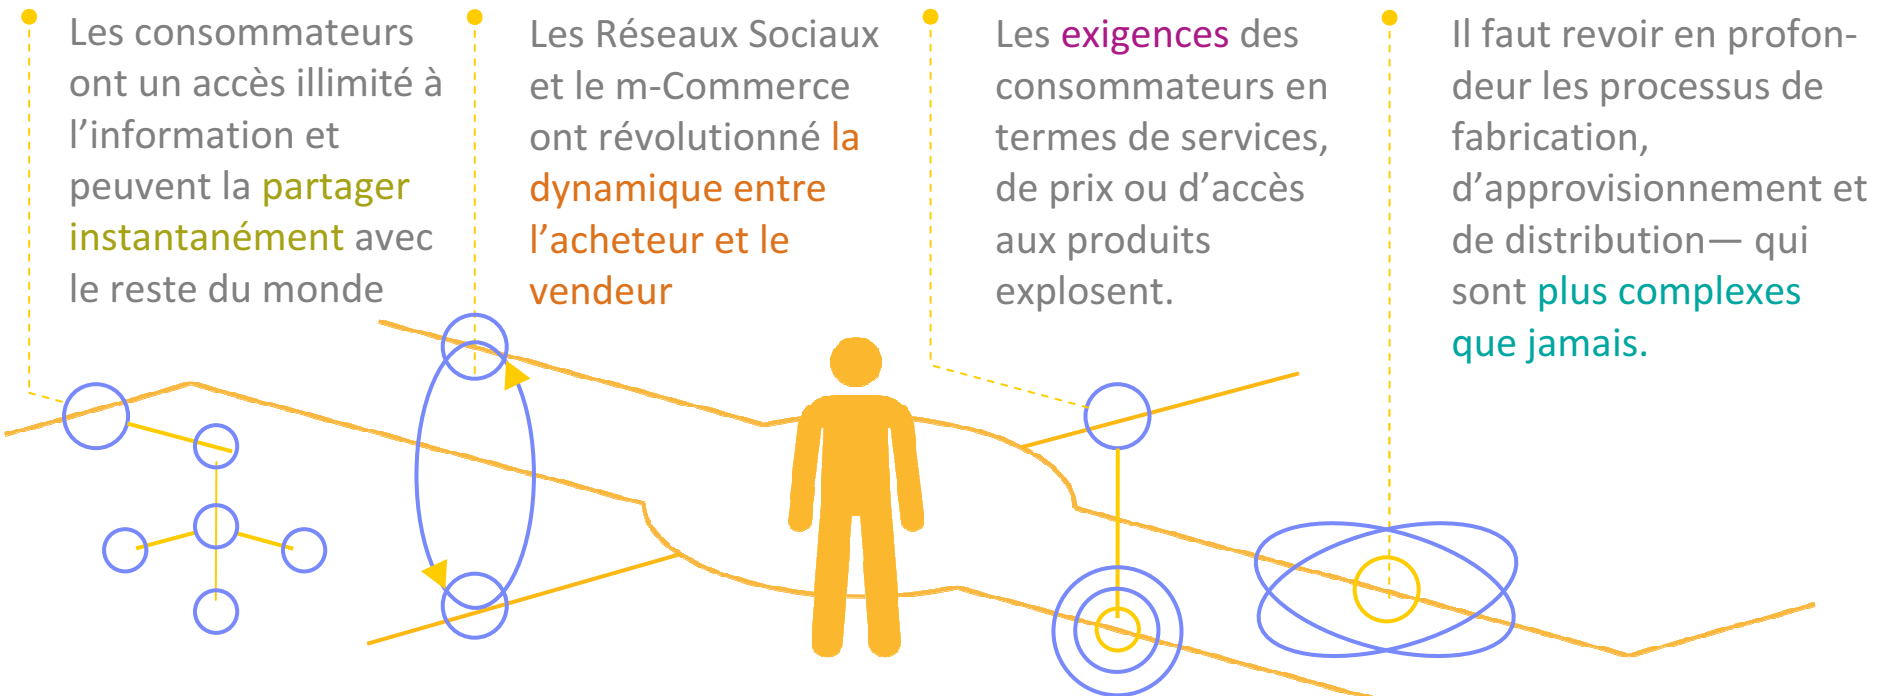 Les consommateurs
ont un accès illimité à
l’information et
peuvent la partager
instantanément avec
le reste du monde
Les Réseaux Sociaux
et le m-Commerce
ont révolutionné la
dynamique entre
l’acheteur et le
vendeur
Les exigences des
consommateurs en
termes de services,
de prix ou d’accès
aux produits
explosent.
Il faut revoir en profon-
deur les processus de
fabrication,
d’approvisionnement et
de distribution— qui
sont plus complexes
que jamais.